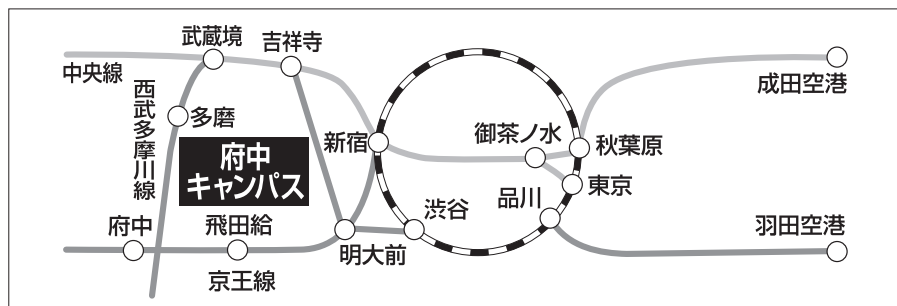 武蔵境
吉祥寺
中央線
成田空港
西武多摩川線
多磨
新宿
御茶ノ水
秋葉原
府中
キャンパス
東京
品川
渋谷
府中
飛田給
明大前
羽田空港
京王線